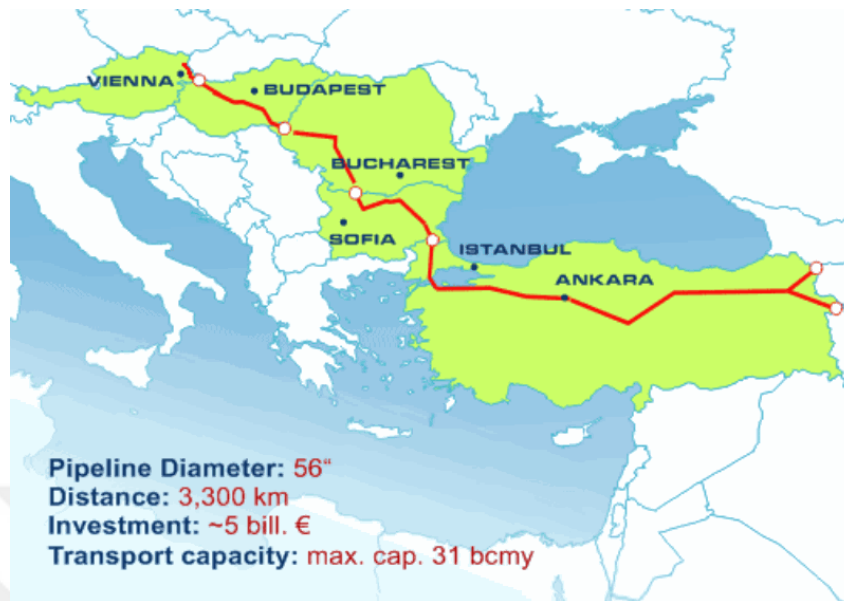 VIENNA
BUDAPEST
BUCHAREST
SOFIA
ISTANBUL
ANKARA
Pipeline Diameter: 56“
Distance: 3,300 km
Investment: ~5 bill. €
Transport capacity: max. cap. 31 bcmy